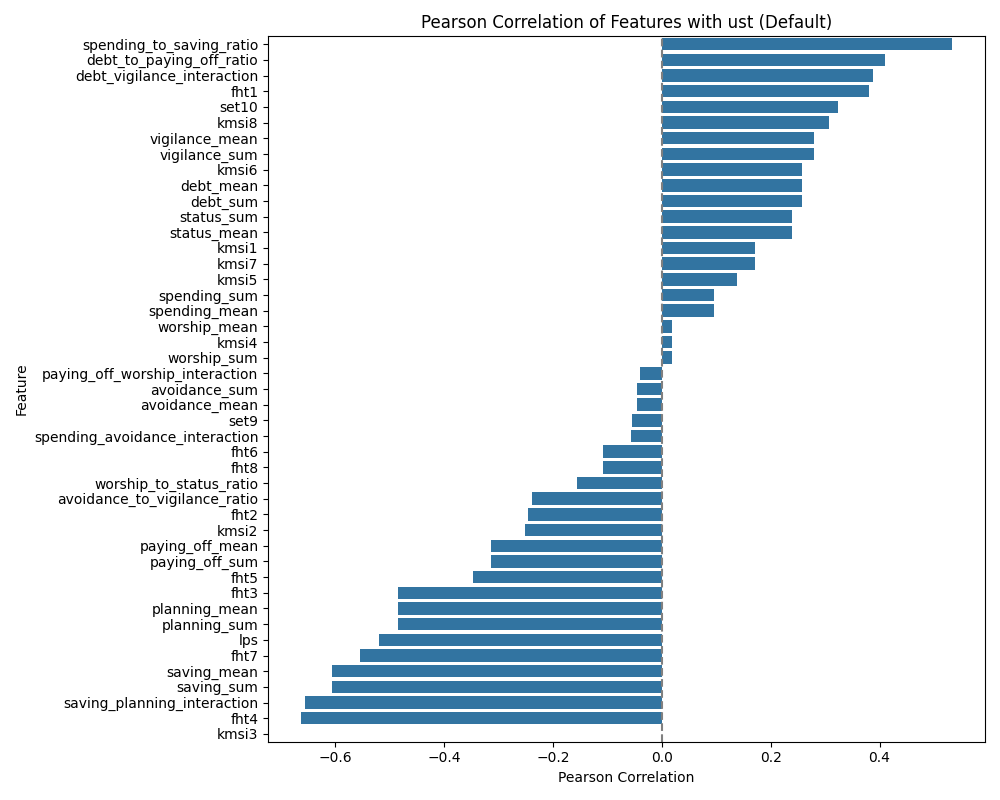 Pearson Correlation of Features with ust (Default)
spending_to_saving_ratio
debt_to_paying_off_ratio
debt_vigilance_interaction
fht1
set10
kmsi8
vigilance_mean
vigilance_sum
kmsi6
debt_mean
debt_sum
status_sum
status_mean
kmsi1
kmsi7
kmsi5
spending_sum
spending_mean
worship_mean
kmsi4
worship_sum
paying_off_worship_interaction
avoidance_sum
avoidance_mean
set9
spending_avoidance_interaction
fht6
fht8
worship_to_status_ratio
avoidance_to_vigilance_ratio
fht2
kmsi2
paying_off_mean
paying_off_sum
fht5
fht3
planning_mean
planning_sum
lps
fht7
saving_mean
saving_sum
saving_planning_interaction
fht4
kmsi3
Feature
−0.6 −0.4 −0.2 0.0 0.2 0.4
Pearson Correlation